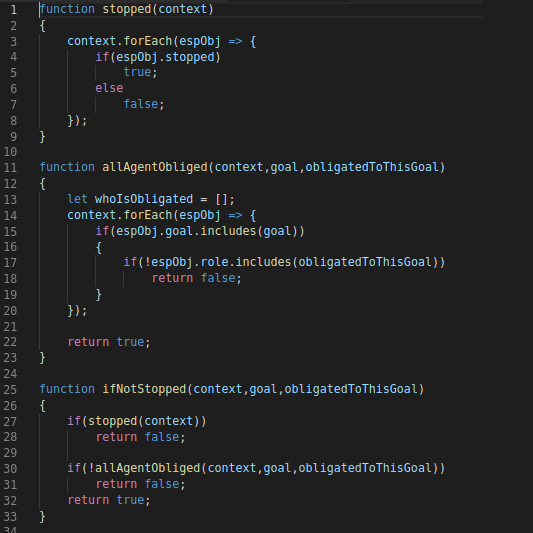 1 function stopped(context)
2 {
3 context.forEach(espObj => {
4 if(espObj.stopped)
5 true;
6 else
7 false;
8 });
9 }
10
11 function allAgentObliged(context,goal,obligatedToThisGoal)
12 {
13 let whoIsObligated = [];
14 context.forEach(espObj => {
15 if(espObj.goal.includes(goal))
16 {
17 if(!espObj.role.includes(obligatedToThisGoal))
18 return false;
19 }
20 });
21
22 return true;
23 }
24
25 function ifNotStopped(context,goal,obligatedToThisGoal)
26 {
27 if(stopped(context))
28 return false;
29
30 if(!allAgentObliged(context,goal,obligatedToThisGoal))
31 return false;
32 return true;
33 }
34